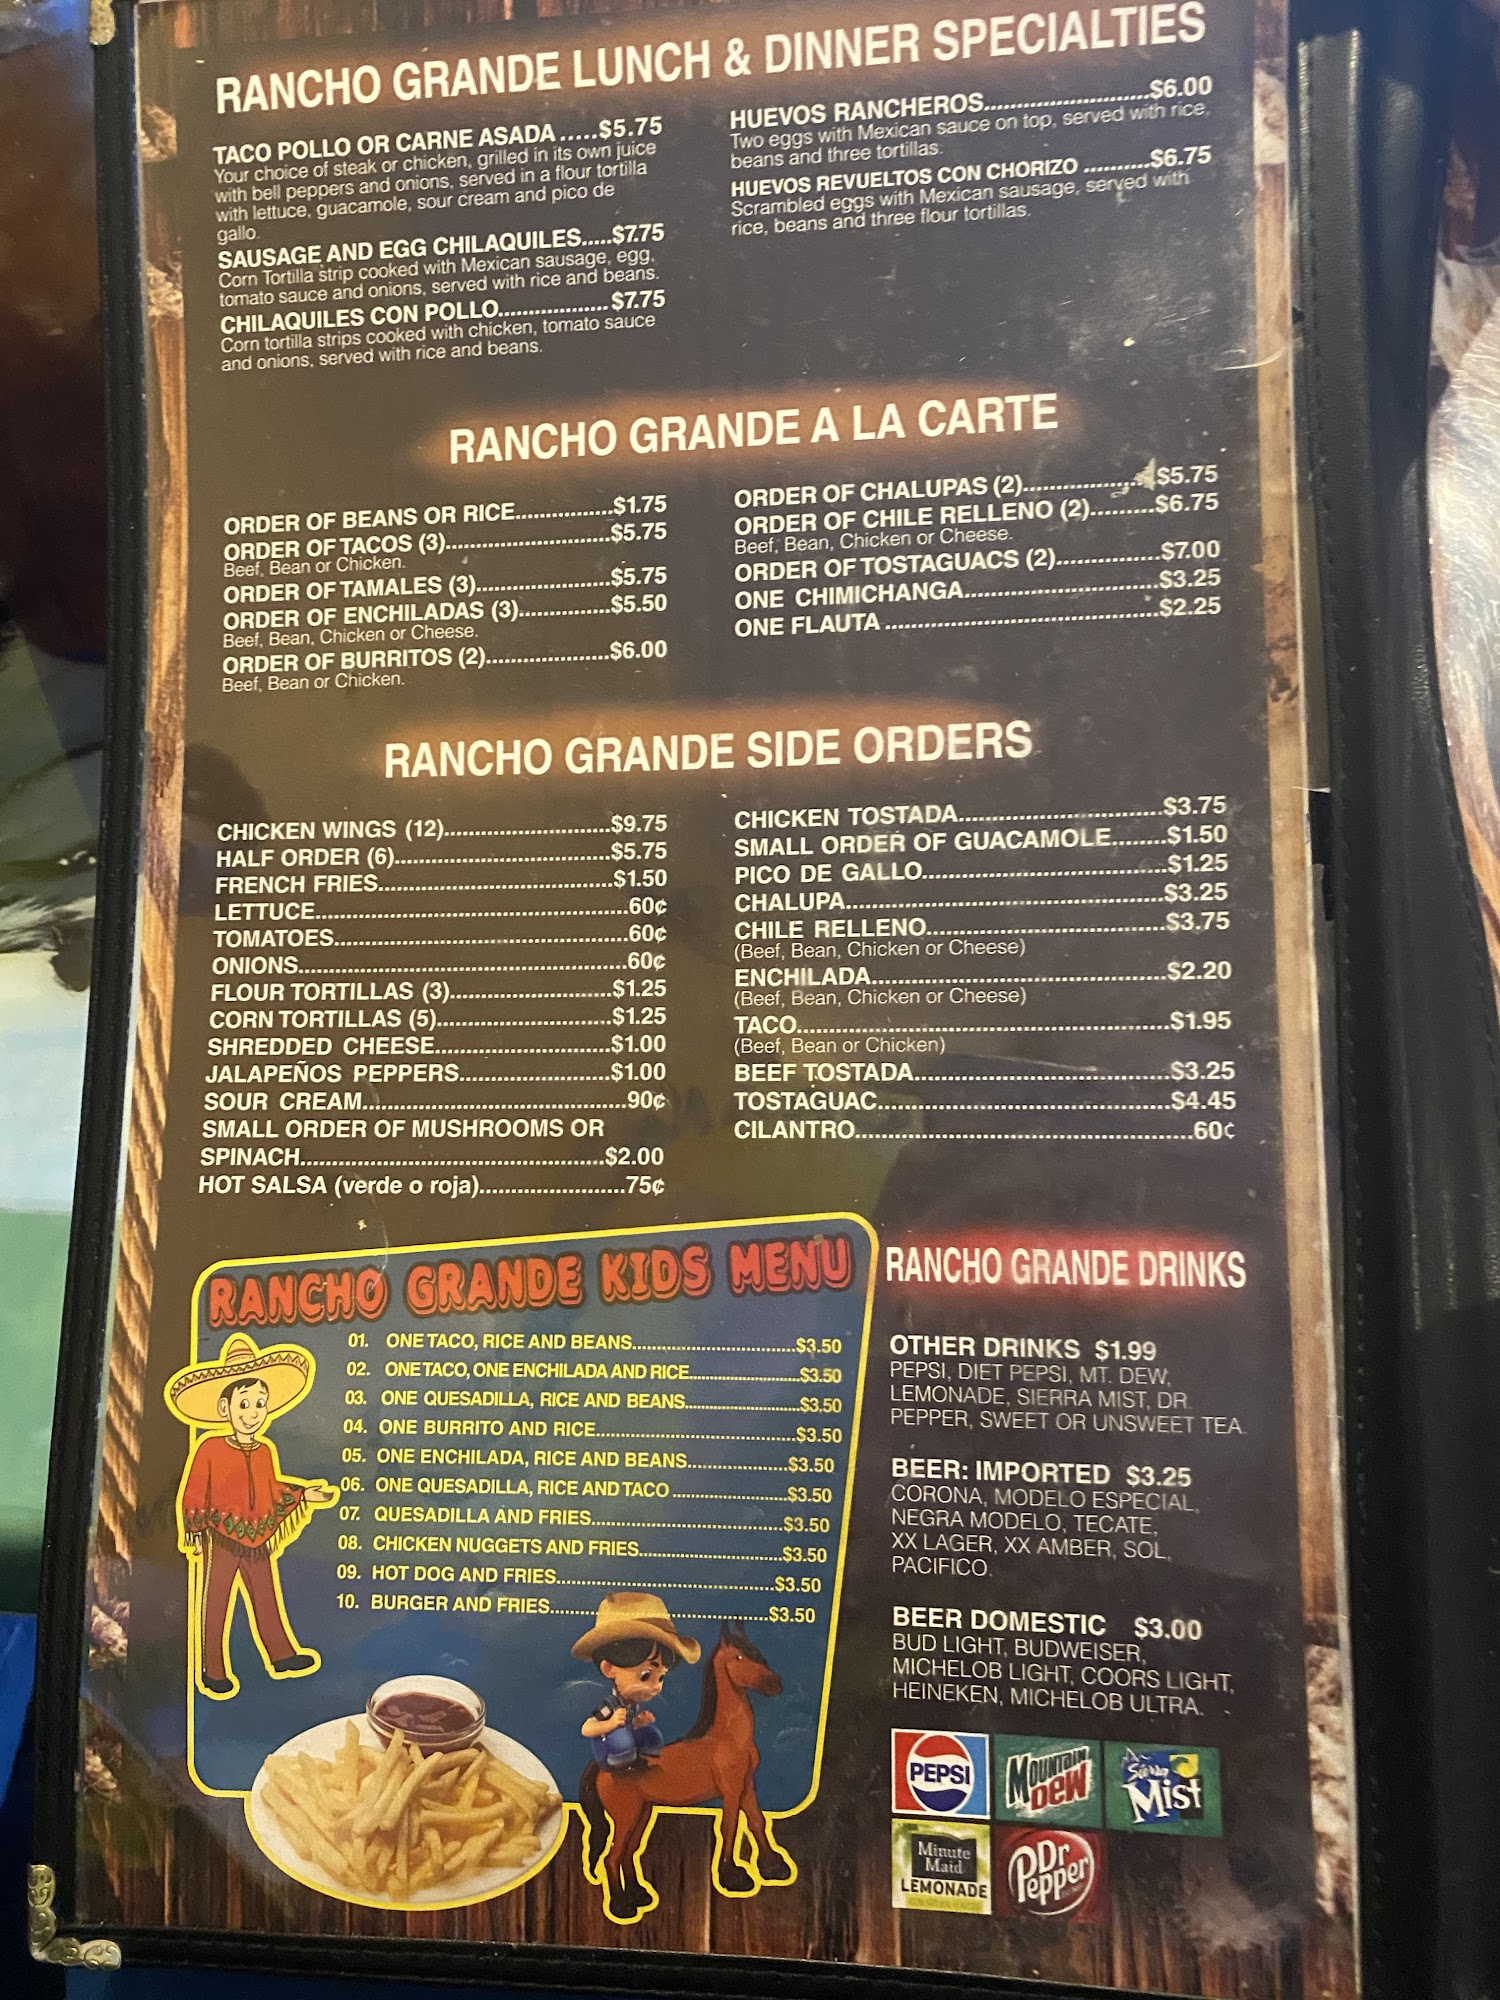 RANCHO GRANDE LUNCH & DINNER SPECIALTIES
TACO POLLO OR CARNE ASADA.....$5.75
Your choice of steak or chicken, grilled in its own juice
with bell peppers and onions, served in a flour tortilla
with lettuce, guacamole, sour cream and pico de
gallo.
SAUSAGE AND EGG CHILAQUILES.....$7.75
Corn Tortilla strip cooked with Mexican sausage, egg,
tomato sauce and onions, served with rice and beans.
CHILAQUILES CON POLLO...................$7.75
Corn tortilla strips cooked with chicken, tomato sauce
and onions, served with rice and beans.
HUEVOS RANCHEROS..........................$6.00
Two eggs with Mexican sauce on top, served with rice,
beans and three tortillas.
HUEVOS REVUELTOS CON CHORIZO ..........$6.75
Scrambled eggs with Mexican sausage, served with
rice, beans and three flour tortillas.
RANCHO GRANDE A LA CARTE
ORDER OF BEANS OR RICE................$1.75
ORDER OF TACOS (3)..........................$5.75
Beef, Bean or Chicken.
ORDER OF TAMALES (3).....................$5.75
ORDER OF ENCHILADAS (3)..............$5.50
Beef, Bean, Chicken or Cheese.
ORDER OF BURRITOS (2)....................$6.00
Beef, Bean or Chicken.
ORDER OF CHALUPAS (2).....................$5.75
ORDER OF CHILE RELLENO (2)..........$6.75
Beef, Bean, Chicken or Cheese.
ORDER OF TOSTAGUACS (2)................$7.00
ONE CHIMICHANGA..............................$3.25
ONE FLAUTA...........................................$2.25
RANCHO GRANDE SIDE ORDERS
CHICKEN WINGS (12)..........................$9.75
HALF ORDER (6)..................................$5.75
FRENCH FRIES.....................................$1.50
LETTUCE.................................................60¢
TOMATOES..............................................60¢
ONIONS....................................................60¢
FLOUR TORTILLAS (3).........................$1.25
CORN TORTILLAS (5)...........................$1.25
SHREDDED CHEESE............................$1.00
JALAPEÑOS PEPPERS........................$1.00
SOUR CREAM.........................................90¢
SMALL ORDER OF MUSHROOMS OR
SPINACH................................................$2.00
HOT SALSA (verde o roja).......................75¢
CHICKEN TOSTADA................................$3.75
SMALL ORDER OF GUACAMOLE........$1.50
PICO DE GALLO......................................$1.25
CHALUPA..................................................$3.25
CHILE RELLENO.....................................$3.75
(Beef, Bean, Chicken or Cheese)
ENCHILADA..............................................$2.20
(Beef, Bean, Chicken or Cheese)
TACO...........................................................$1.95
(Beef, Bean or Chicken)
BEEF TOSTADA........................................$3.25
TOSTAGUAC..............................................$4.45
CILANTRO.....................................................60¢
RANCHO GRANDE KIDS MENU
01. ONE TACO, RICE AND BEANS....................................$3.50
02. ONE TACO, ONE ENCHILADA AND RICE..........................$3.50
03. ONE QUESADILLA, RICE AND BEANS.........................$3.50
04. ONE BURRITO AND RICE............................................$3.50
05. ONE ENCHILADA, RICE AND BEANS......................$3.50
06. ONE QUESADILLA, RICE AND TACO .........................$3.50
07. QUESADILLA AND FRIES..........................................$3.50
08. CHICKEN NUGGETS AND FRIES...............................$3.50
09. HOT DOG AND FRIES................................................$3.50
10. BURGER AND FRIES................................................$3.50
RANCHO GRANDE DRINKS
OTHER DRINKS $1.99
PEPSI, DIET PEPSI, MT. DEW,
LEMONADE, SIERRA MIST, DR.
PEPPER, SWEET OR UNSWEET TEA.
BEER: IMPORTED $3.25
CORONA, MODELO ESPECIAL,
NEGRA MODELO, TECATE,
XX LAGER, XX AMBER, SOL,
PACIFICO.
BEER DOMESTIC $3.00
BUD LIGHT, BUDWEISER,
MICHELOB LIGHT, COORS LIGHT,
HEINEKEN, MICHELOB ULTRA.
PEPSI
MOUNTAIN
DEW
Sierra
Mist
Minute
Maid
LEMONADE
Dr
Pepper